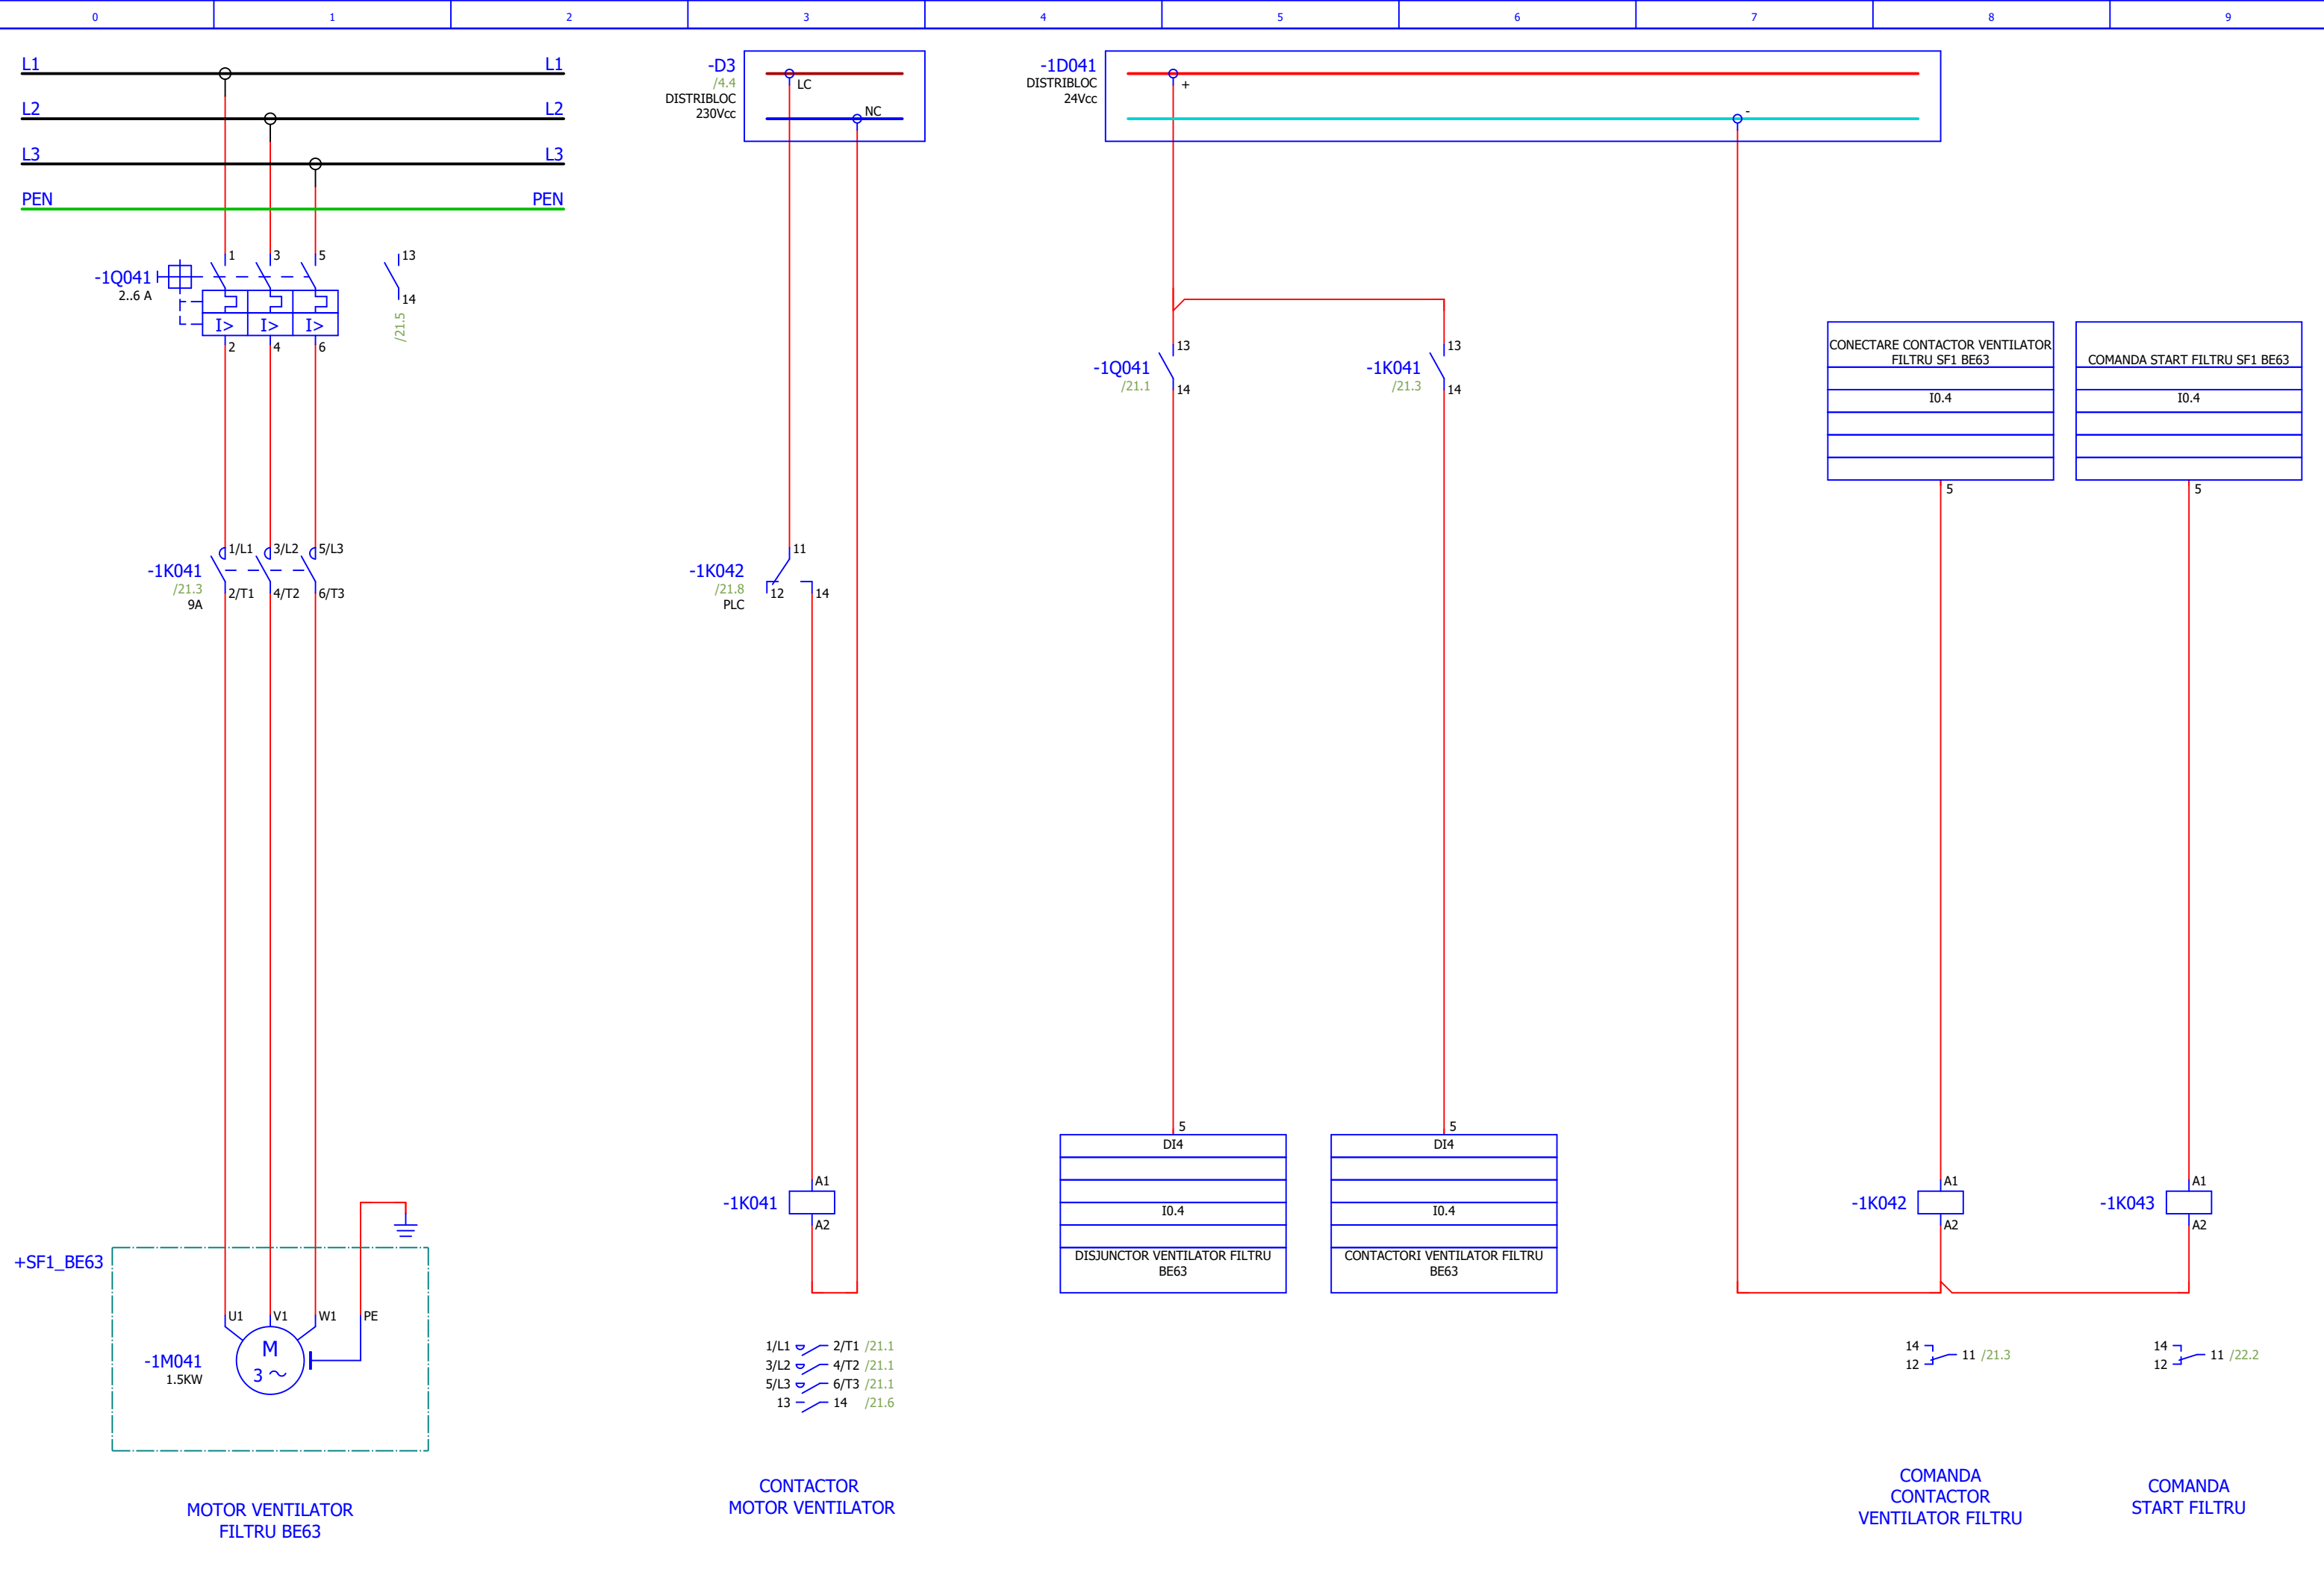 0 1 2 3 4 5 6 7 8 9
L1 L1
L2 L2
L3 L3
PEN PEN
-1Q041
2..6 A
1 3 5 13
14
/21.5
I> I> I>
2 4 6
-1K041
/21.3
9A
1/L1 3/L2 5/L3
2/T1 4/T2 6/T3
+SF1_BE63
U1 V1 W1 PE
-1M041
1.5KW
M
3
MOTOR VENTILATOR
FILTRU BE63
-D3
/4.4
DISTRIBLOC
230Vcc
LC
NC
-1K042
/21.8
PLC
11
12 14
-1K041
A1
A2
1/L1 2/T1 /21.1
3/L2 4/T2 /21.1
5/L3 6/T3 /21.1
13 14 /21.6
CONTACTOR
MOTOR VENTILATOR
-1D041
DISTRIBLOC
24Vcc
+
-
-1Q041
/21.1
13
14
-1K041
/21.3
13
14
5
DI4
I0.4
DISJUNCTOR VENTILATOR FILTRU
BE63
5
DI4
I0.4
CONTACTORI VENTILATOR FILTRU
BE63
CONECTARE CONTACTOR VENTILATOR
FILTRU SF1 BE63
I0.4
5
COMANDA START FILTRU SF1 BE63
I0.4
5
-1K042
A1
A2
14
12
11 /21.3
COMANDA
CONTACTOR
VENTILATOR FILTRU
-1K043
A1
A2
14
12
11 /22.2
COMANDA
START FILTRU